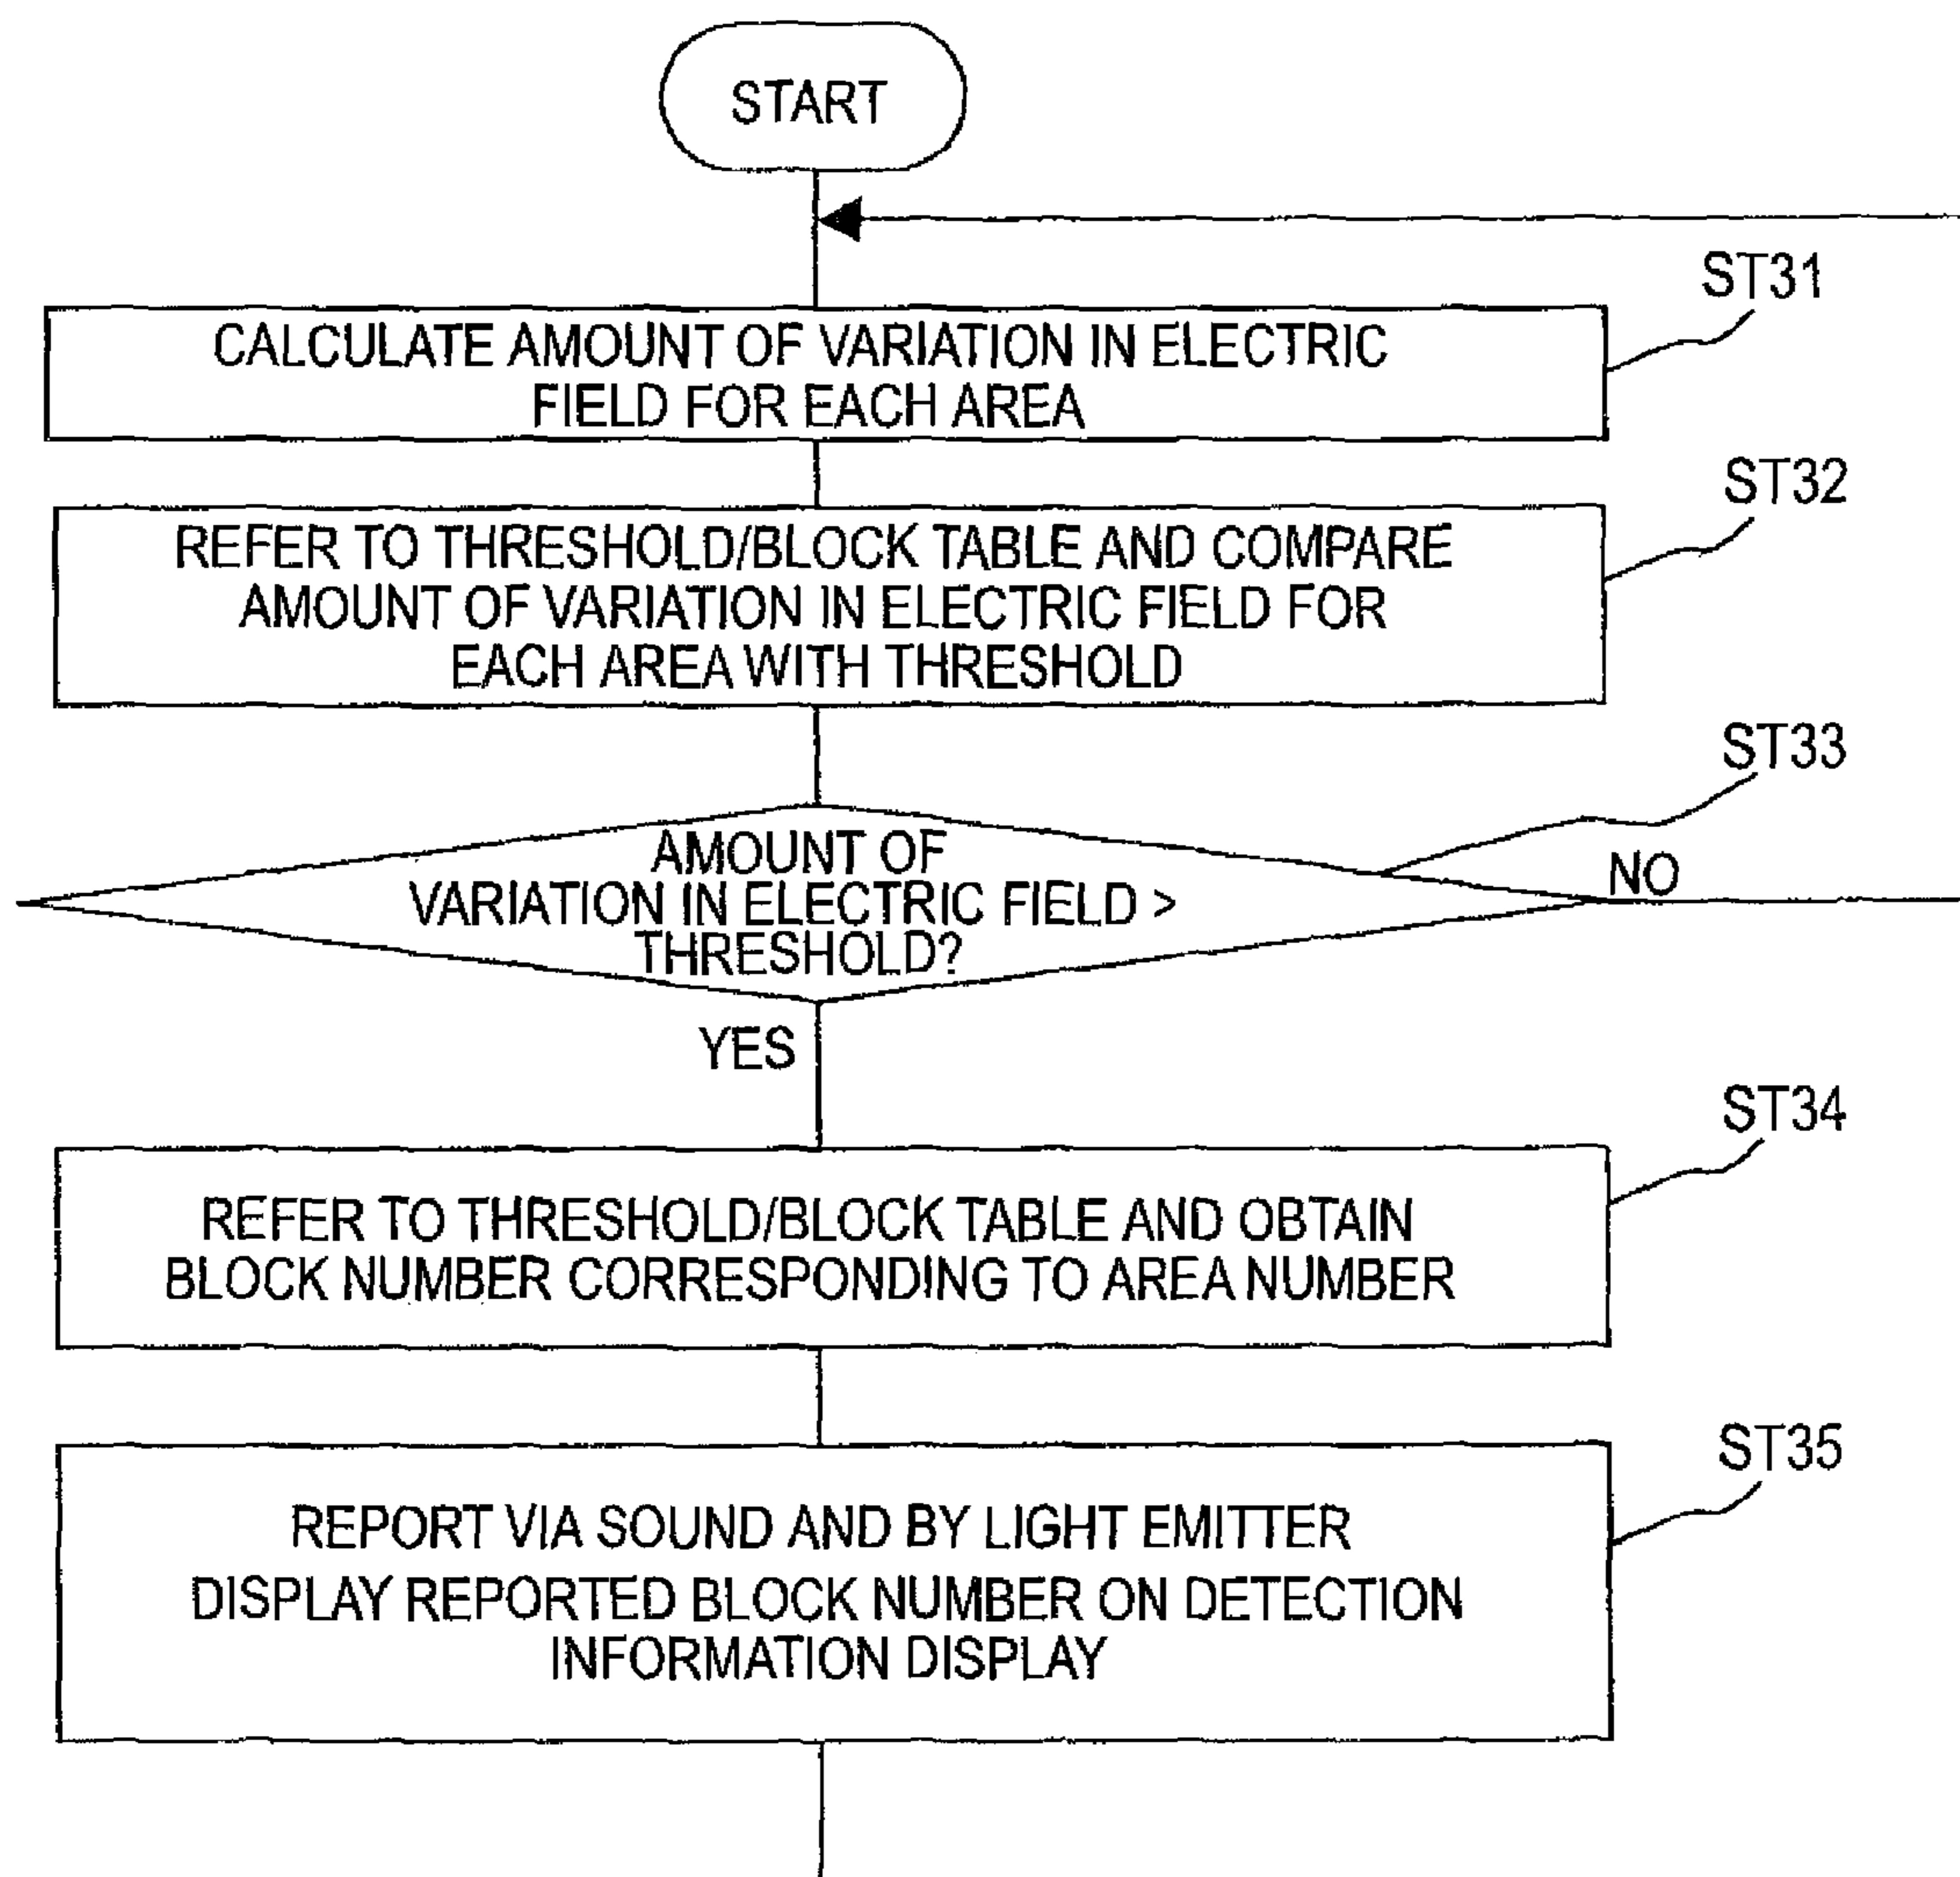 START
ST31
CALCULATE AMOUNT OF VARIATION IN ELECTRIC
FIELD FOR EACH AREA
ST32
REFER TO THRESHOLD/BLOCK TABLE AND COMPARE
AMOUNT OF VARIATION IN ELECTRIC FIELD FOR
EACH AREA WITH THRESHOLD
ST33
AMOUNT OF
VARIATION IN ELECTRIC FIELD >
THRESHOLD?
NO
YES
ST34
REFER TO THRESHOLD/BLOCK TABLE AND OBTAIN
BLOCK NUMBER CORRESPONDING TO AREA NUMBER
ST35
REPORT VIA SOUND AND BY LIGHT EMITTER
DISPLAY REPORTED BLOCK NUMBER ON DETECTION
INFORMATION DISPLAY